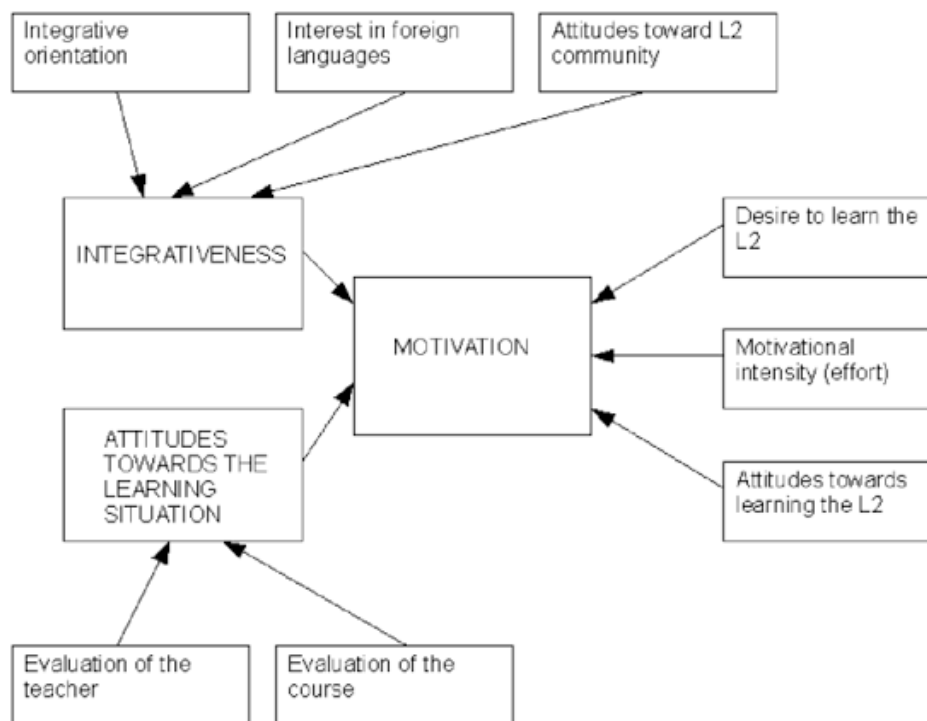 Integrative
orientation
Interest in foreign
languages
Attitudes toward L2
community
INTEGRATIVENESS
Desire to learn the
L2
MOTIVATION
Motivational
intensity (effort)
ATTITUDES
TOWARDS THE
LEARNING
SITUATION
Attitudes towards
learning the L2
Evaluation of the
teacher
Evaluation of the
course